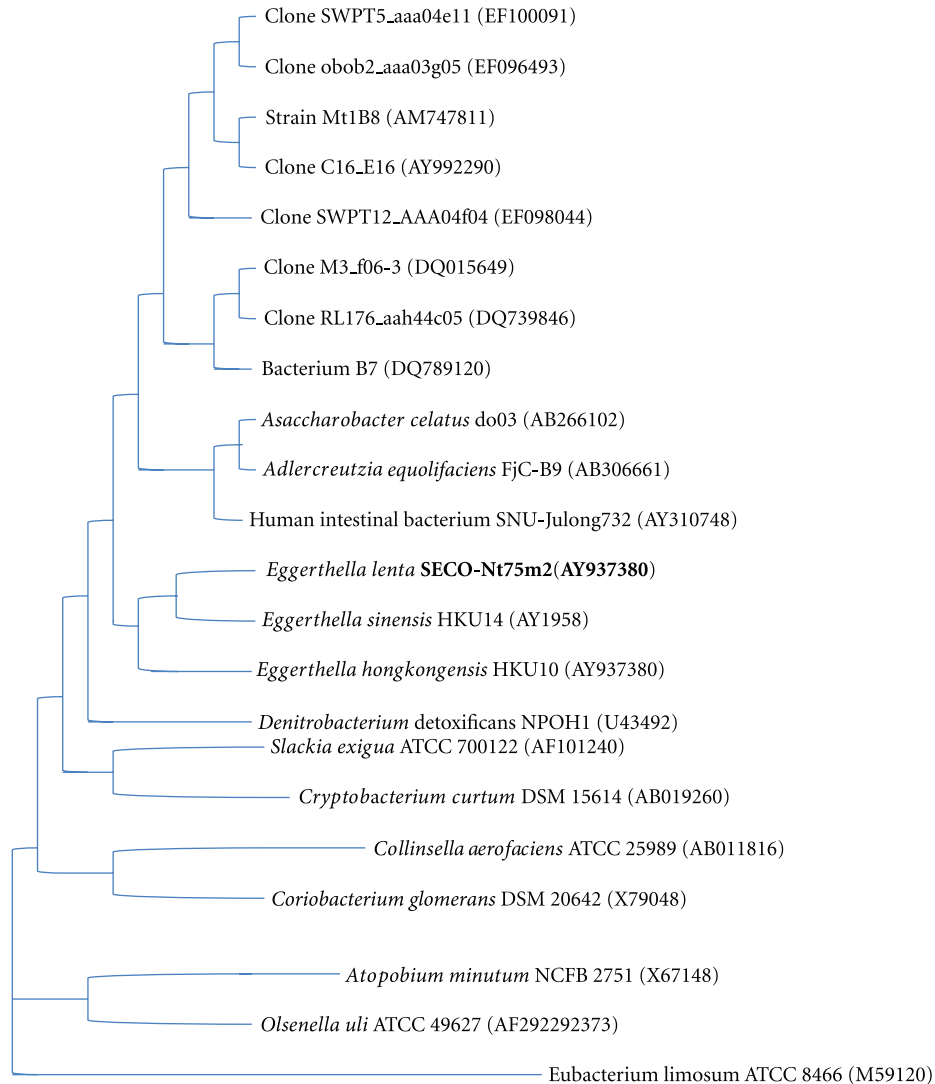 Clone SWPT5_aaa04e11 (EF100091)
Clone obob2_aaa03g05 (EF096493)
Strain Mt1B8 (AM747811)
Clone C16_E16 (AY992290)
Clone SWPT12_AAA04f04 (EF098044)
Clone M3_f06-3 (DQ015649)
Clone RL176_aah44c05 (DQ739846)
Bacterium B7 (DQ789120)
Asaccharobacter celatus do03 (AB266102)
Adlercreutzia equolifaciens FjC-B9 (AB306661)
Human intestinal bacterium SNU-Julong732 (AY310748)
Eggerthella lenta SECO-Nt75m2(AY937380)
Eggerthella sinensis HKU14 (AY1958)
Eggerthella hongkongensis HKU10 (AY937380)
Denitrobacterium detoxificans NPOH1 (U43492)
Slackia exigua ATCC 700122 (AF101240)
Cryptobacterium curtum DSM 15614 (AB019260)
Collinsella aerofaciens ATCC 25989 (AB011816)
Coriobacterium glomerans DSM 20642 (X79048)
Atopobium minutum NCFB 2751 (X67148)
Olsenella uli ATCC 49627 (AF292292373)
Eubacterium limosum ATCC 8466 (M59120)